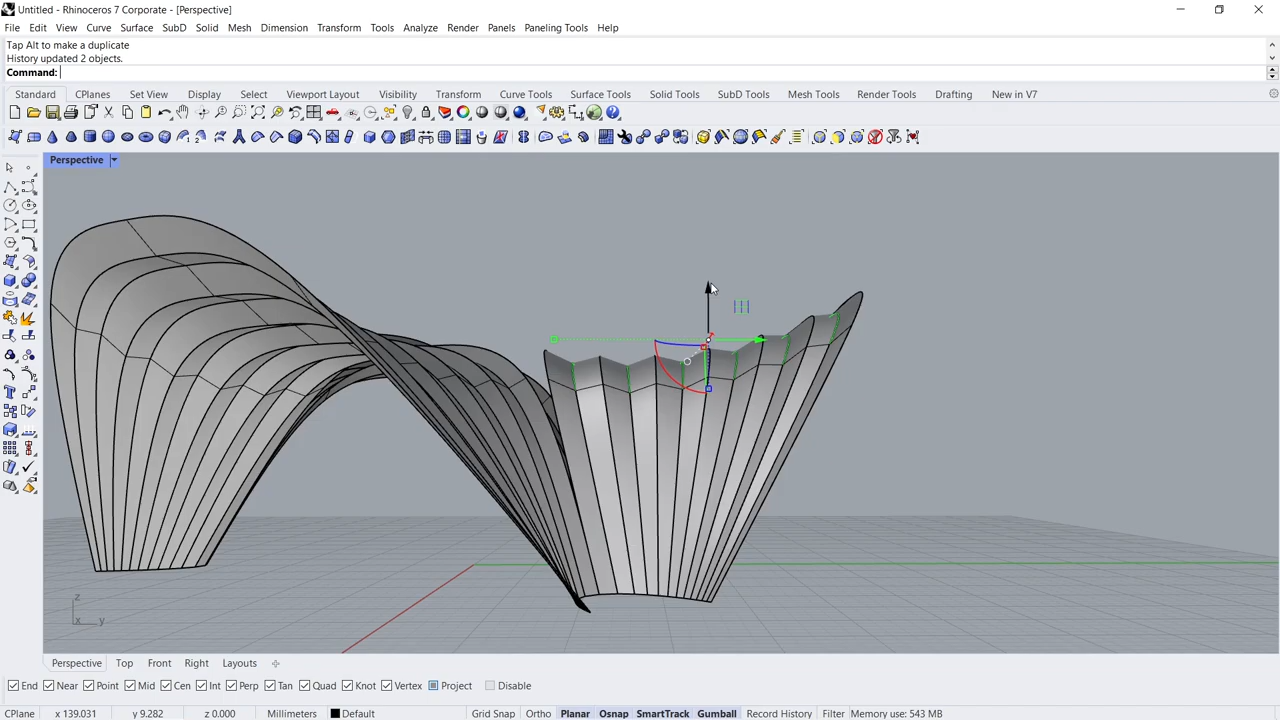 Untitled - Rhinoceros 7 Corporate - [Perspective]
File Edit View Curve Surface SubD Solid Mesh Dimension Transform Tools Analyze Render Panels Paneling Tools Help
Tap Alt to make a duplicate
History updated 2 objects.
Command:
Standard CPlanes Set View Display Select Viewport Layout Visibility Transform Curve Tools Surface Tools Solid Tools SubD Tools Mesh Tools Render Tools Drafting New in V7
Perspective
z
x y
Perspective Top Front Right Layouts
End Near Point Mid Cen Int Perp Tan Quad Knot Vertex Project Disable
CPlane x 139.031 y 9.282 z 0.000 Millimeters Default Grid Snap Ortho Planar Osnap SmartTrack Gumball Record History Filter Memory use: 543 MB